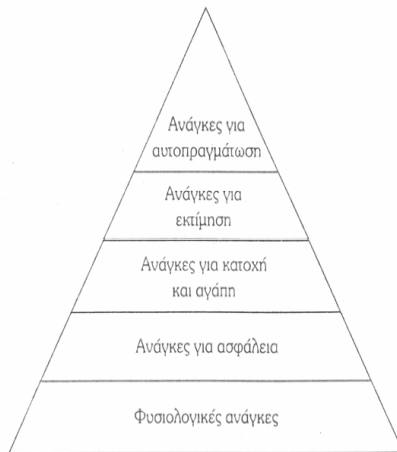 Ανάγκες για
αυτοπραγμάτωση
Ανάγκες για
εκτίμηση
Ανάγκες για κατοχή
και αγάπη
Ανάγκες για ασφάλεια
Φυσιολογικές ανάγκες